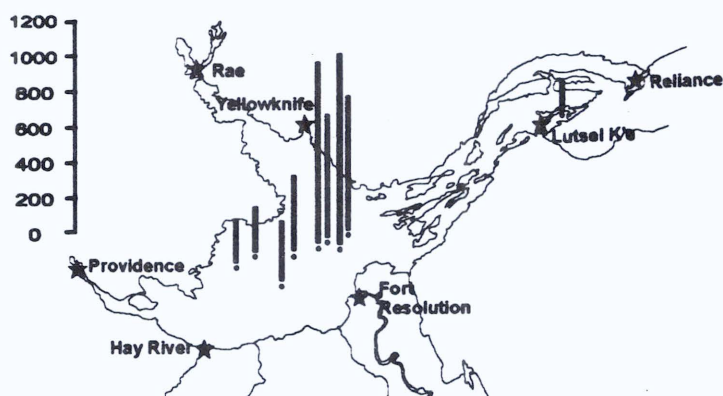 1200
1000
800
600
400
200
0
Rae
Yellowknife
Reliance
Lutsel K'e
Providence
Fort
Resolution
Hay River